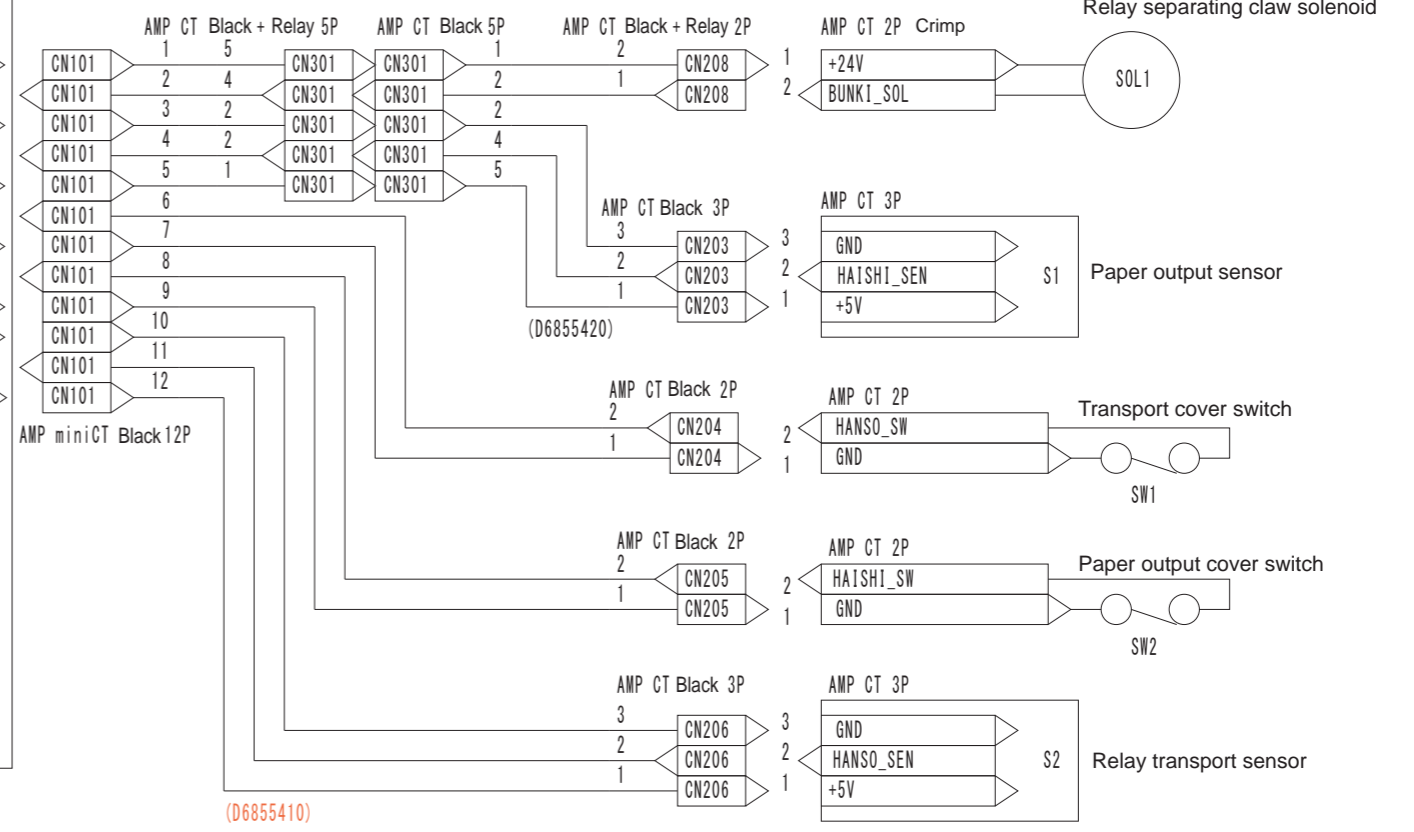 Relay separating claw solenoid
AMP CT Black + Relay 5P AMP CT Black 5P AMP CT Black + Relay 2P AMP CT 2P Crimp
CN101 1 5 CN301 CN301 1 2 CN208 1 +24V
CN101 2 4 CN301 CN301 2 1 CN208 2 BUNKI_SOL SOL1
CN101 3 2 CN301 CN301 2
CN101 4 2 CN301 CN301 4
CN101 5 1 CN301 CN301 5
CN101 6
CN101 7
CN101 8
CN101 9
CN101 10
CN101 11
CN101 12
AMP miniCT Black 12P
AMP CT Black 3P AMP CT 3P
3 CN203 3 GND
2 CN203 2 HAISHI_SEN S1 Paper output sensor
1 CN203 1 +5V
(D6855420)
AMP CT Black 2P AMP CT 2P
2 CN204 2 HANSO_SW Transport cover switch
1 CN204 1 GND
SW1
AMP CT Black 2P AMP CT 2P
2 CN205 2 HAISHI_SW Paper output cover switch
1 CN205 1 GND
SW2
AMP CT Black 3P AMP CT 3P
3 CN206 3 GND
2 CN206 2 HANSO_SEN S2 Relay transport sensor
1 CN206 1 +5V
(D6855410)